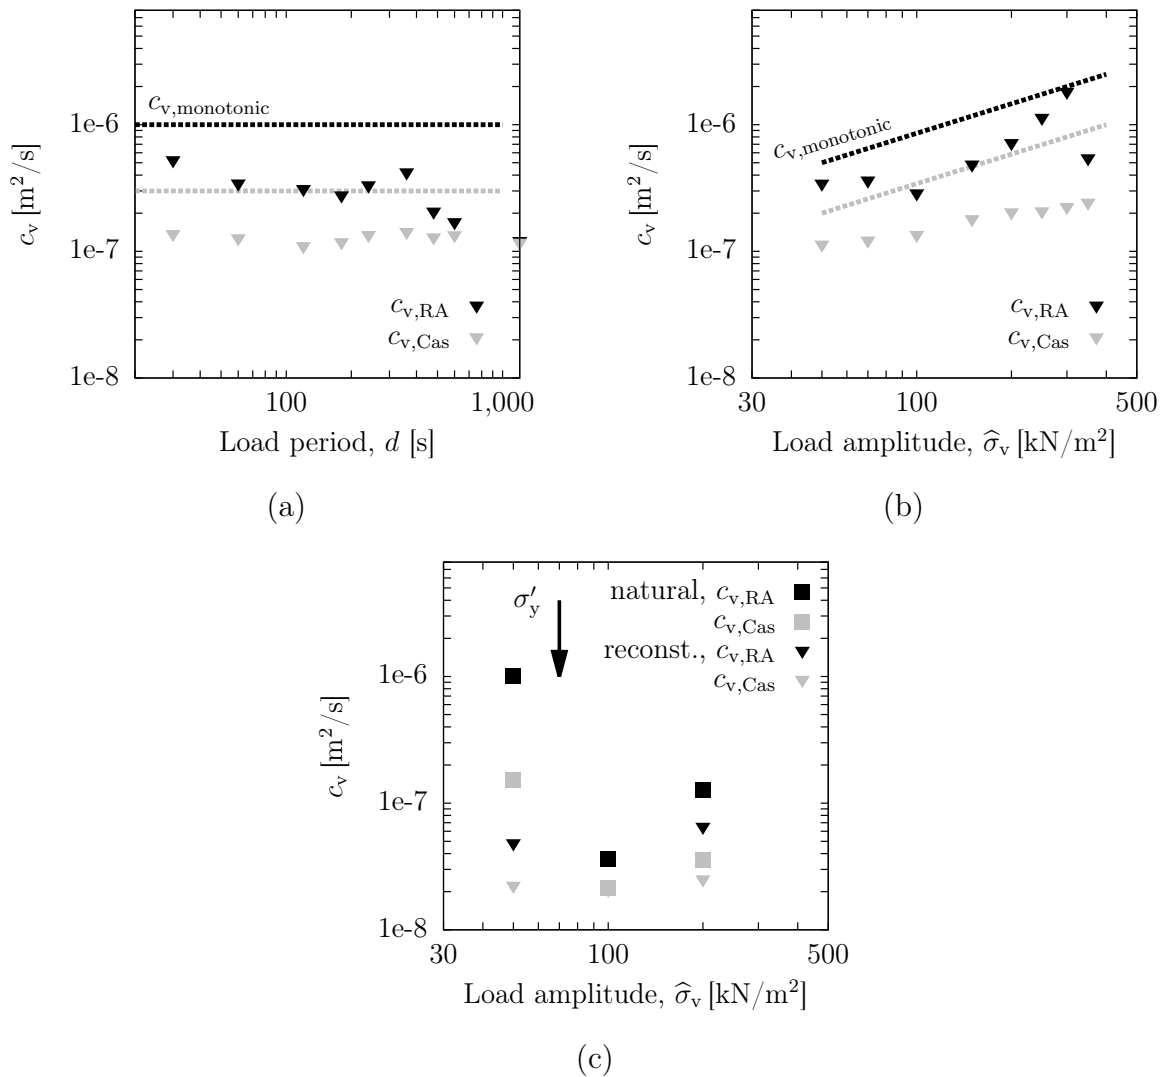 c_v,monotonic
1e-6
1e-7
1e-8
c_v [m²/s]
c_v,RA
c_v,Cas
100
1,000
Load period, d [s]
(a)
c_v,monotonic
1e-6
1e-7
1e-8
c_v [m²/s]
c_v,RA
c_v,Cas
30
100
500
Load amplitude, σ̂_v [kN/m²]
(b)
σ′_y
natural, c_v,RA
c_v,Cas
reconst., c_v,RA
c_v,Cas
1e-6
1e-7
1e-8
c_v [m²/s]
30
100
500
Load amplitude, σ̂_v [kN/m²]
(c)